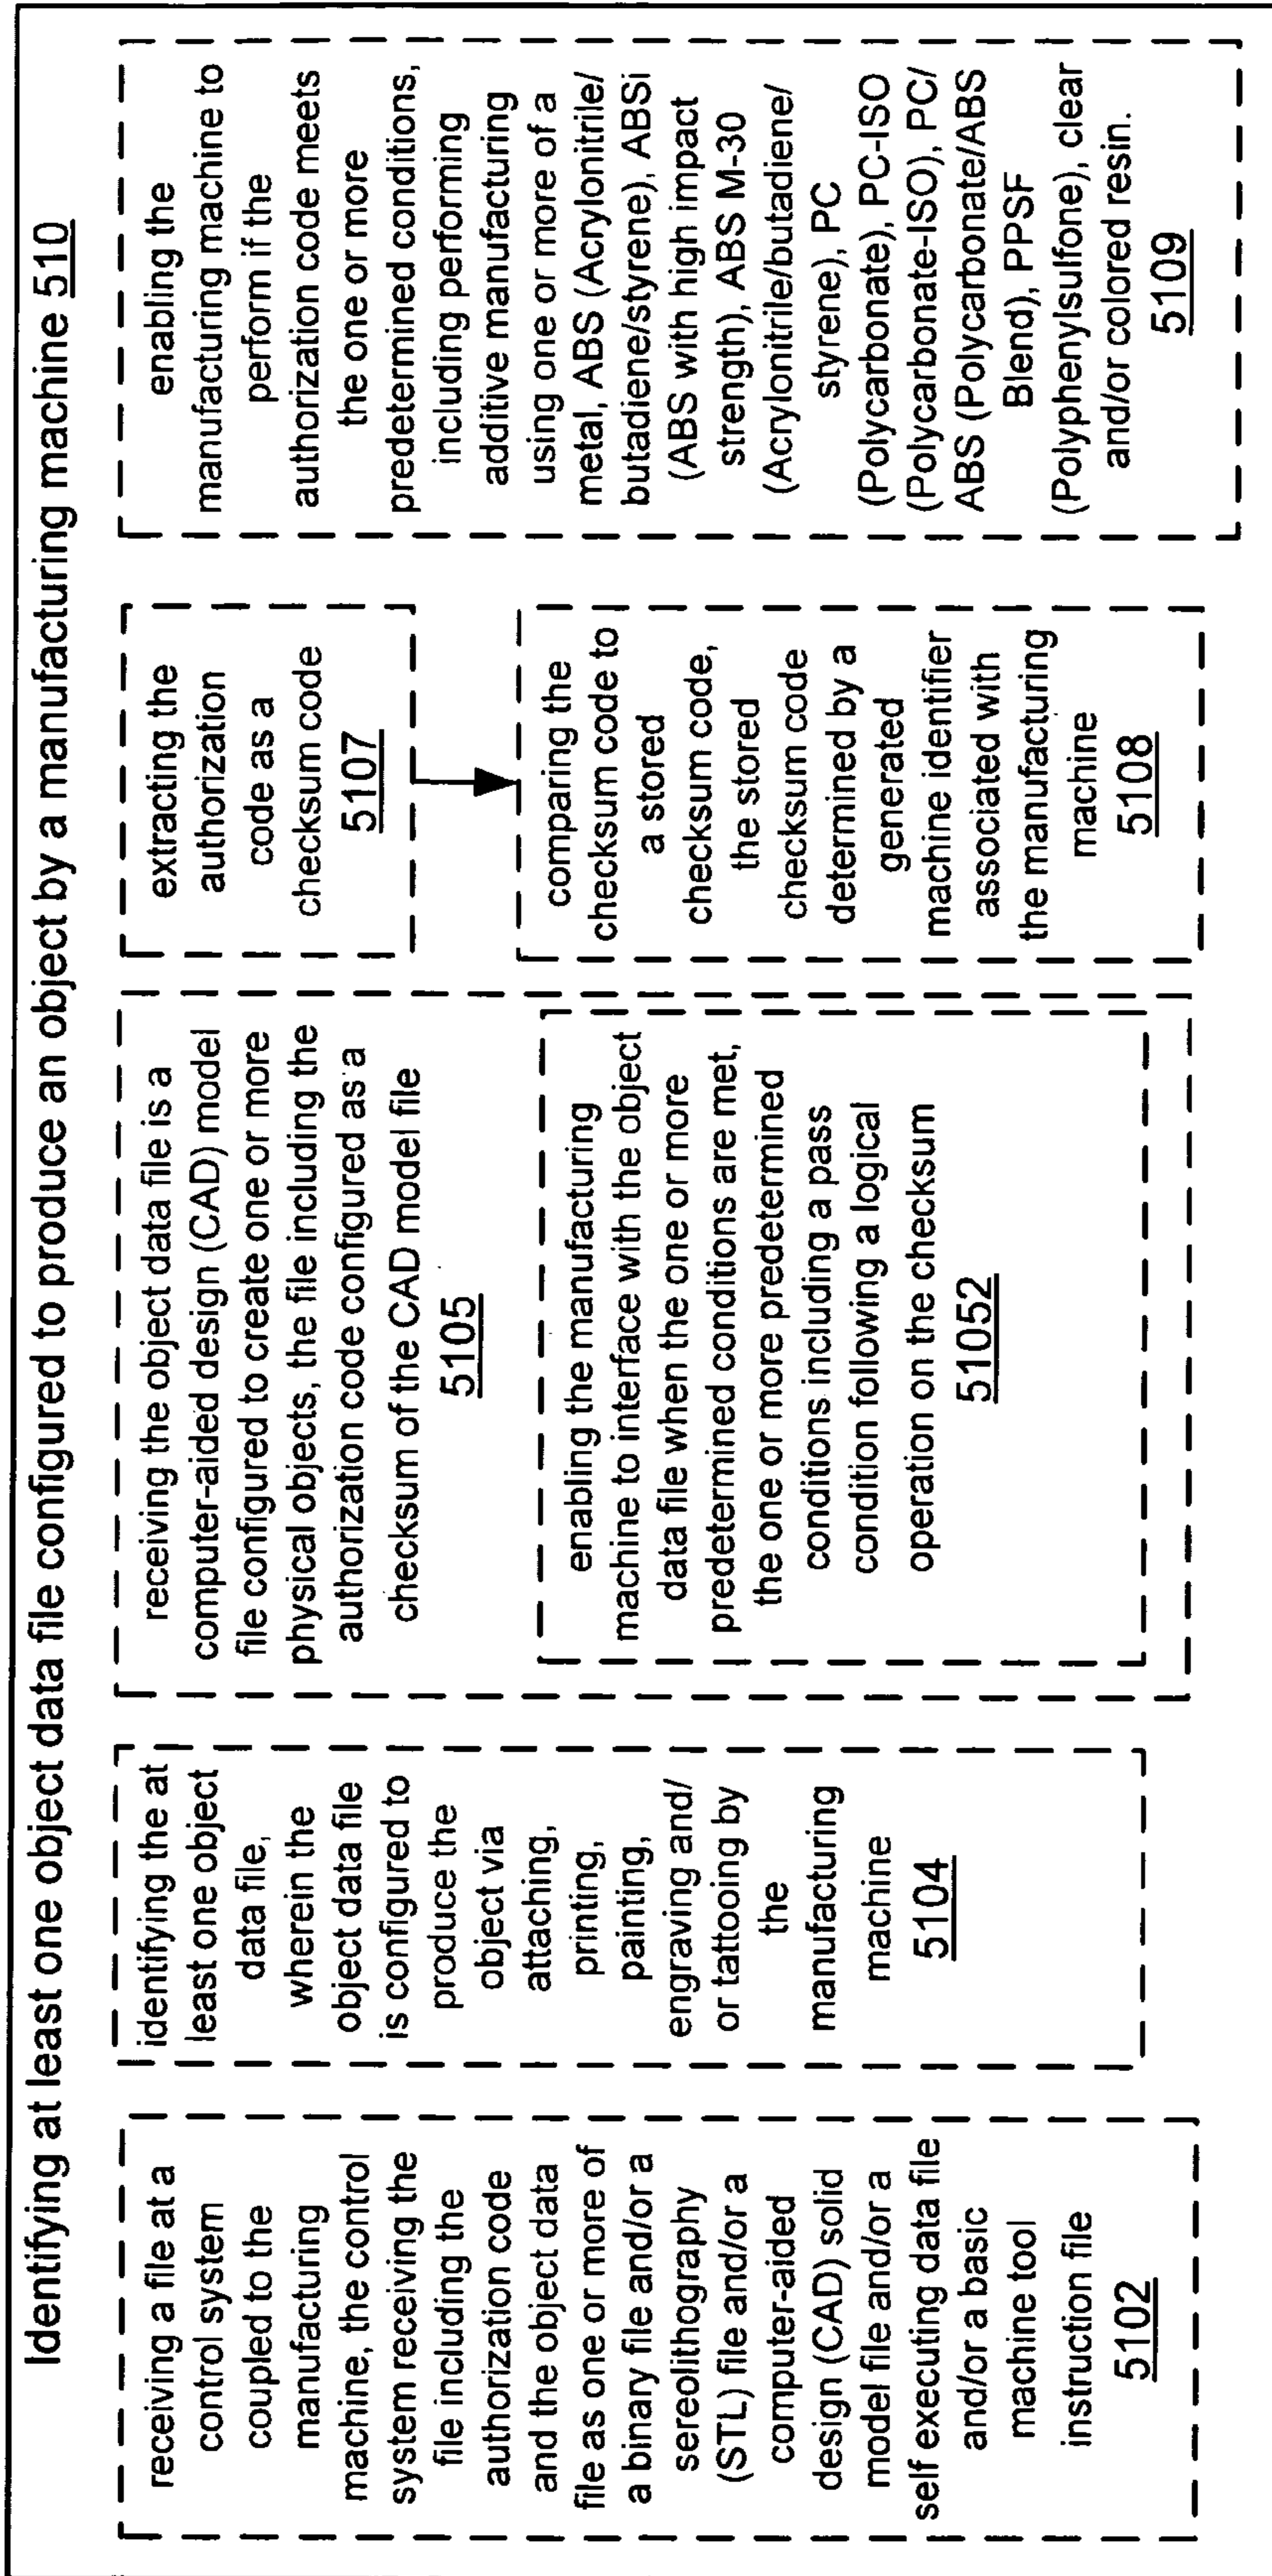 Identifying at least one object data file configured to produce an object by a manufacturing machine 510
receiving a file at a
control system
coupled to the
manufacturing
machine, the control
system receiving the
file including the
authorization code
and the object data
file as one or more of
a binary file and/or a
sereolithography
(STL) file and/or a
computer-aided
design (CAD) solid
model file and/or a
self executing data file
and/or a basic
machine tool
instruction file
5102
identifying the at
least one object
data file,
wherein the
object data file
is configured to
produce the
object via
attaching,
printing,
painting,
engraving and/
or tattooing by
the
manufacturing
machine
5104
receiving the object data file is a
computer-aided design (CAD) model
file configured to create one or more
physical objects, the file including the
authorization code configured as a
checksum of the CAD model file
5105
enabling the manufacturing
machine to interface with the object
data file when the one or more
predetermined conditions are met,
the one or more predetermined
conditions including a pass
condition following a logical
operation on the checksum
51052
extracting the
authorization
code as a
checksum code
5107
comparing the
checksum code to
a stored
checksum code,
the stored
checksum code
determined by a
generated
machine identifier
associated with
the manufacturing
machine
5108
enabling the
manufacturing machine to
perform if the
authorization code meets
the one or more
predetermined conditions,
including performing
additive manufacturing
using one or more of a
metal, ABS (Acrylonitrile/
butadiene/styrene), ABSi
(ABS with high impact
strength), ABS M-30
(Acrylonitrile/butadiene/
styrene), PC
(Polycarbonate), PC-ISO
(Polycarbonate-ISO), PC/
ABS (Polycarbonate/ABS
Blend), PPSF
(Polyphenylsulfone), clear
and/or colored resin.
5109